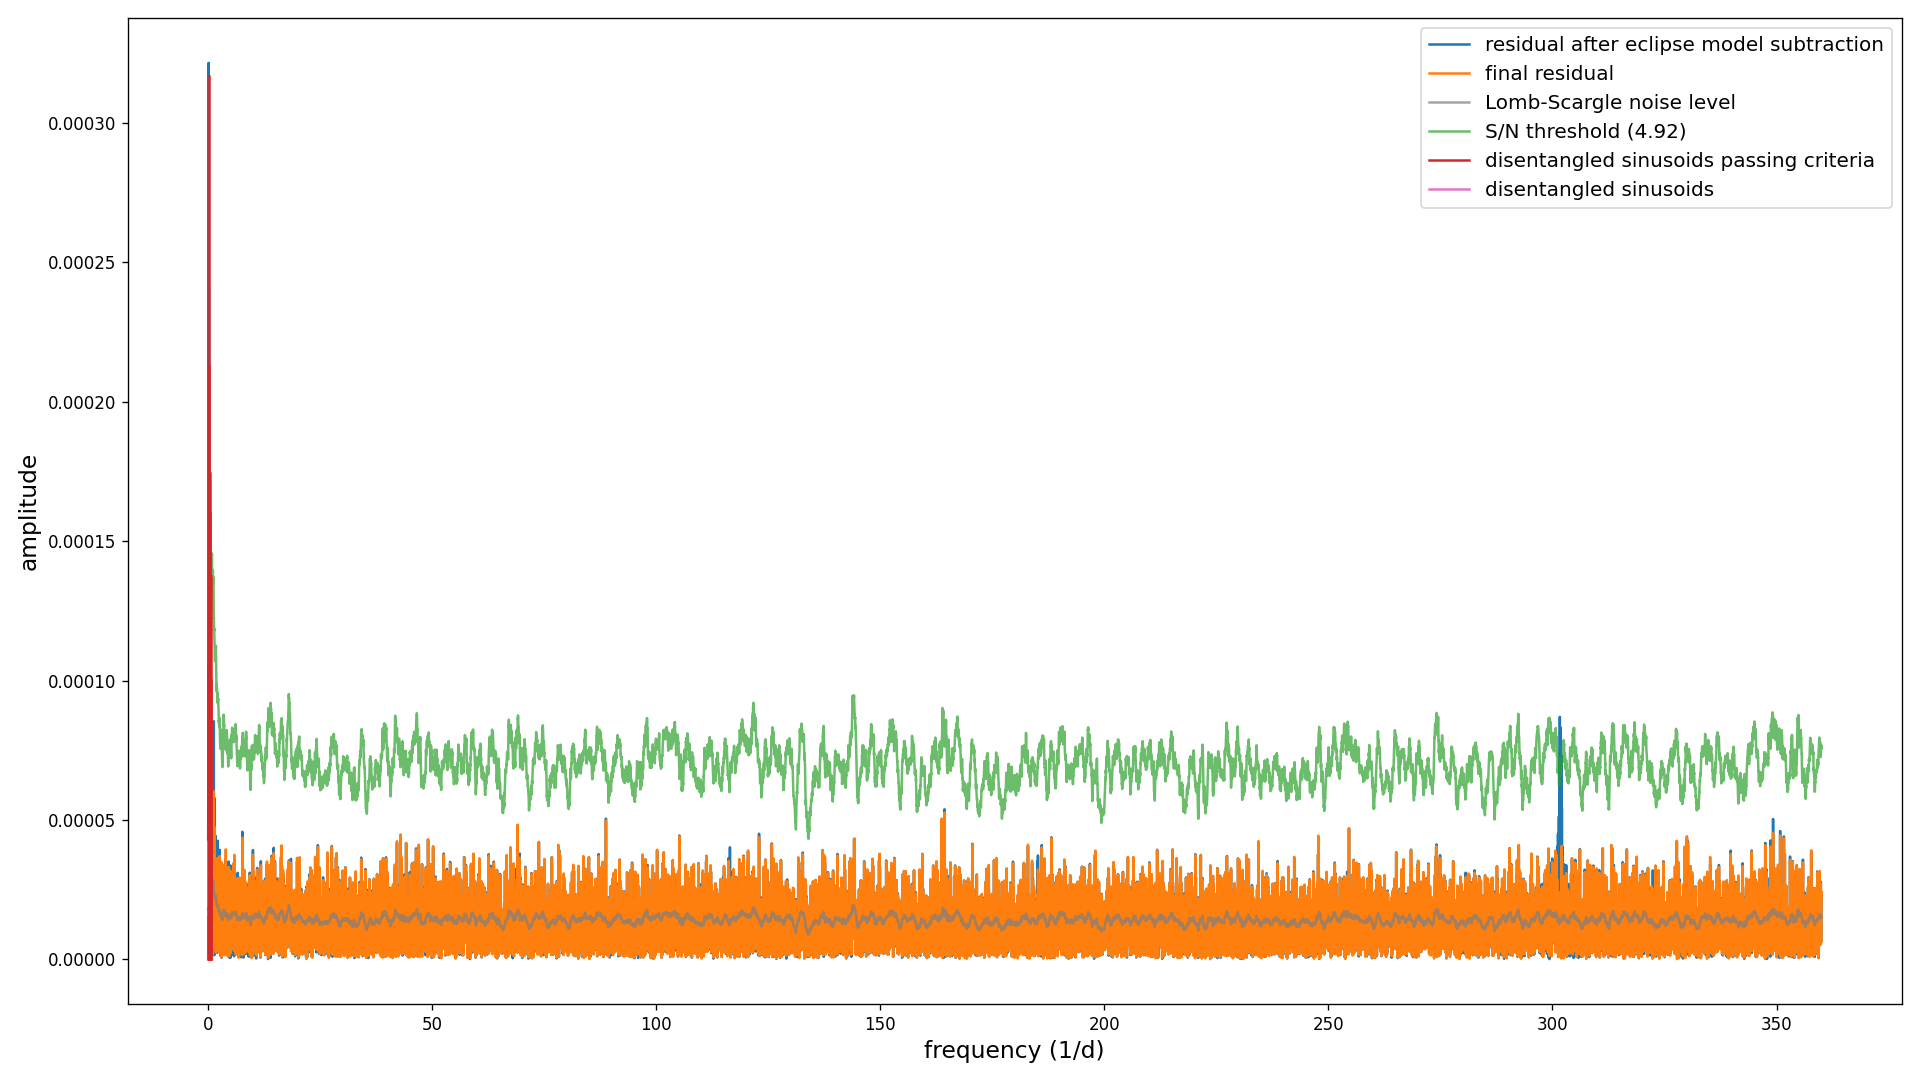 residual after eclipse model subtraction
final residual
Lomb-Scargle noise level
S/N threshold (4.92)
disentangled sinusoids passing criteria
disentangled sinusoids
amplitude
0.00030
0.00025
0.00020
0.00015
0.00010
0.00005
0.00000
0 50 100 150 200 250 300 350
frequency (1/d)